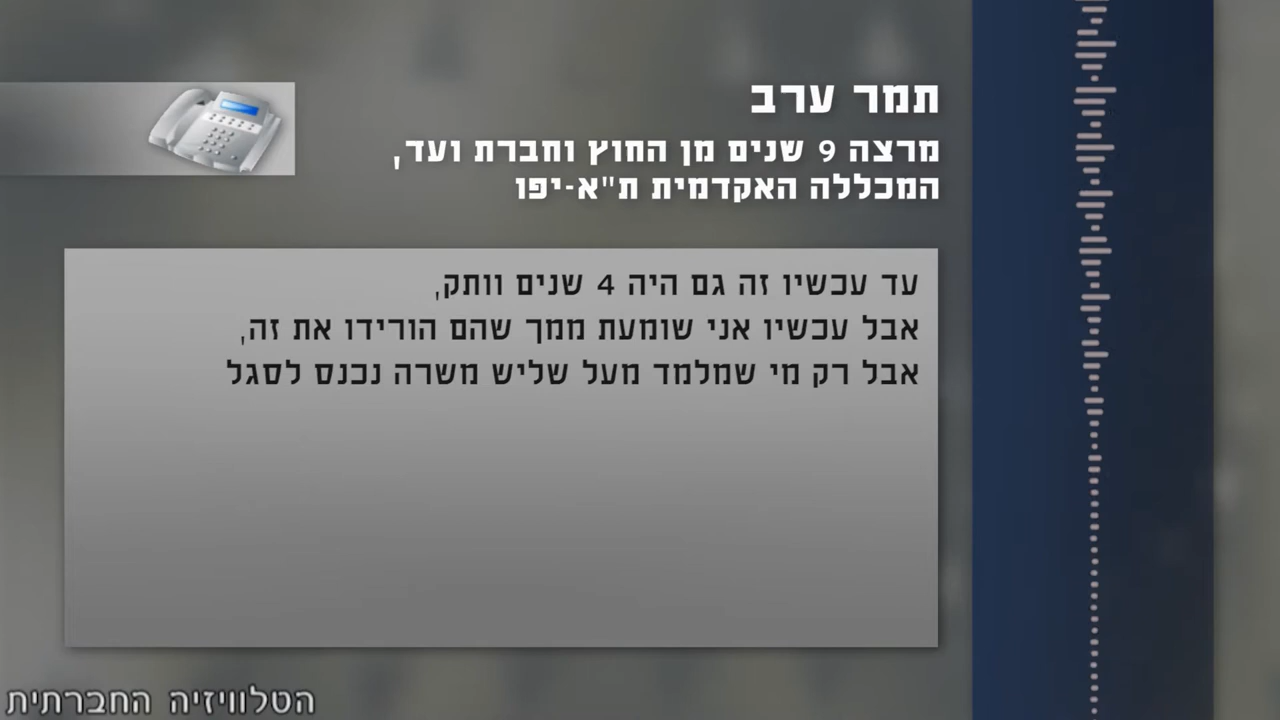 תמר ערב
מרצה 9 שנים מן החוץ וחברת ועד,
המכללה האקדמית ת"א-יפו
עד עכשיו זה גם היה 4 שנים וותק,
אבל עכשיו אני שומעת ממך שהם הורידו את זה,
אבל רק מי שמלמד מעל שליש משרה נכנס לסגל
הטלוויזיה החברתית